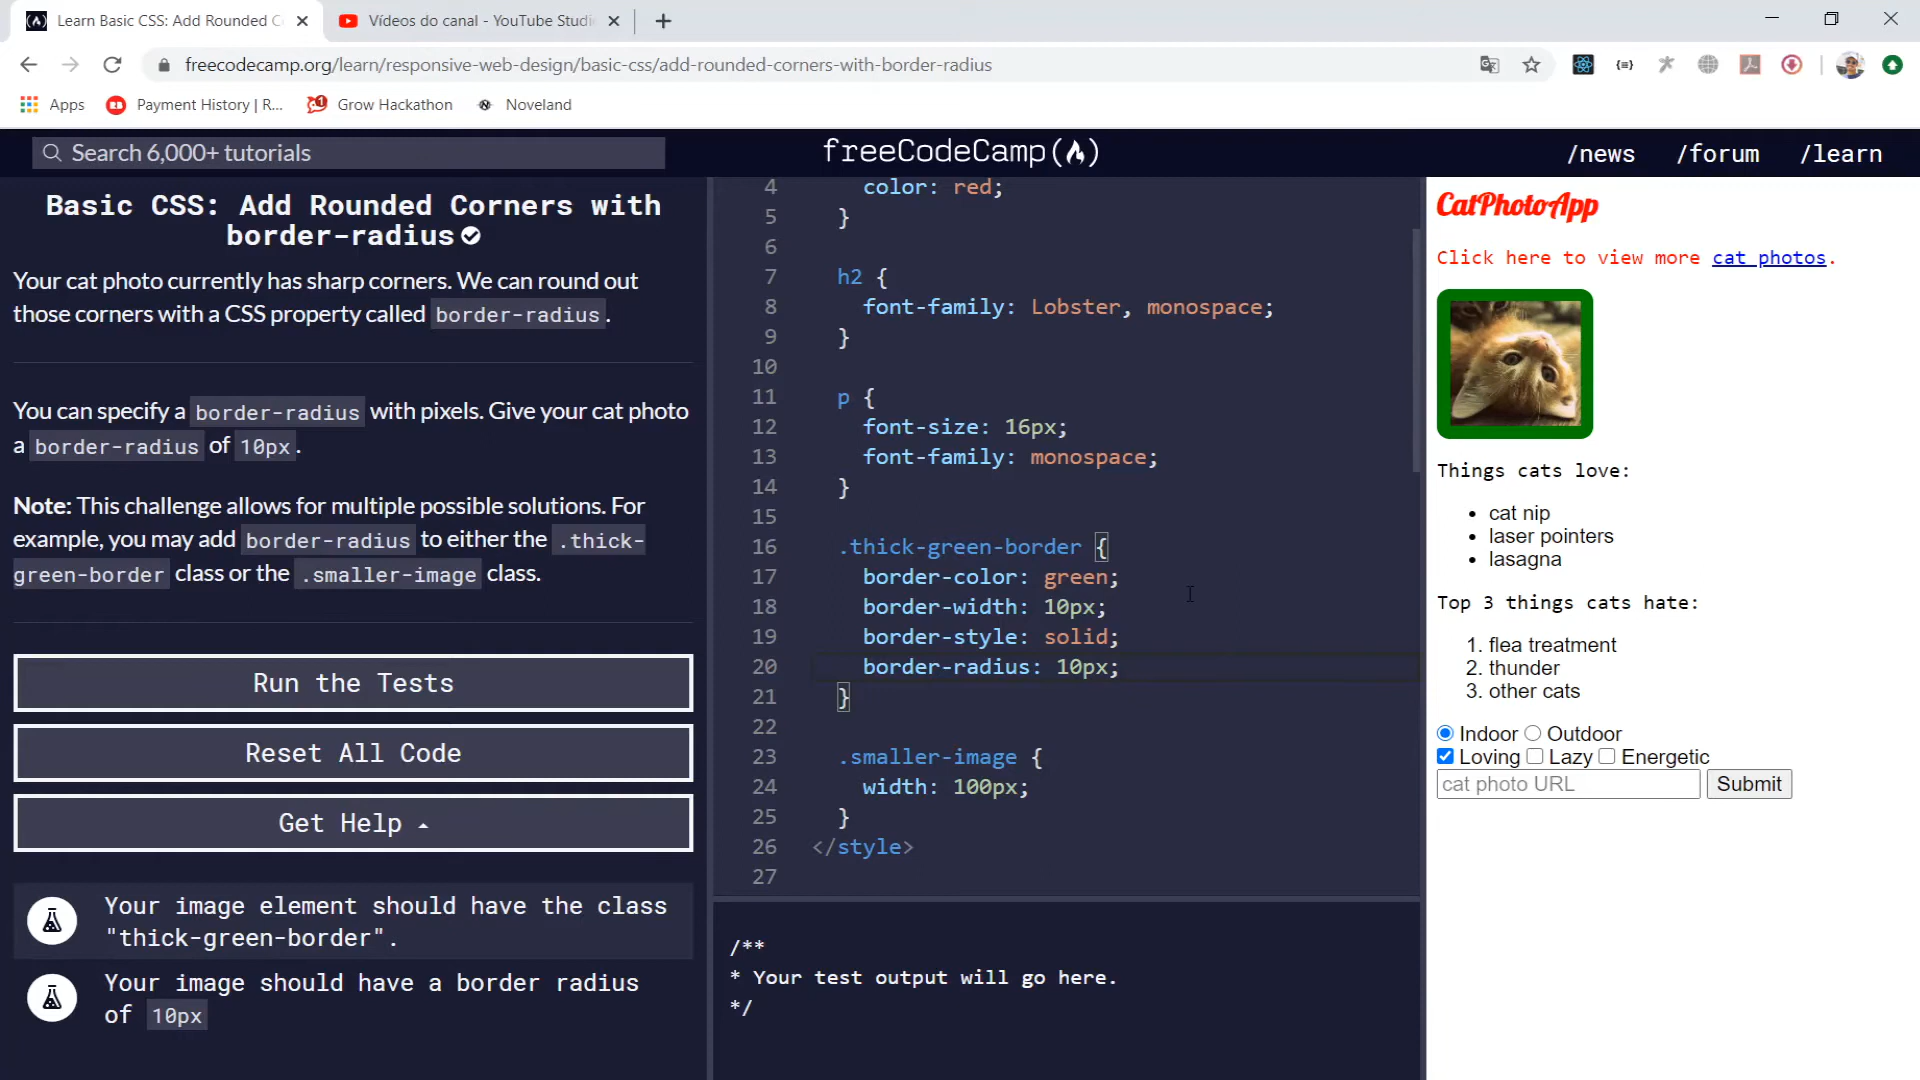 Learn Basic CSS: Add Rounded C
Vídeos do canal - YouTube Studi
freecodecamp.org/learn/responsive-web-design/basic-css/add-rounded-corners-with-border-radius
Apps
Payment History | R...
Grow Hackathon
Noveland
Search 6,000+ tutorials
freeCodeCamp
/news
/forum
/learn
Basic CSS: Add Rounded Corners with
border-radius
Your cat photo currently has sharp corners. We can round out
those corners with a CSS property called border-radius.
You can specify a border-radius with pixels. Give your cat photo
a border-radius of 10px.
Note: This challenge allows for multiple possible solutions. For
example, you may add border-radius to either the .thick-
green-border class or the .smaller-image class.
Run the Tests
Reset All Code
Get Help
Your image element should have the class
"thick-green-border".
Your image should have a border radius
of 10px
4 color: red;
5 }
6
7 h2 {
8 font-family: Lobster, monospace;
9 }
10
11 p {
12 font-size: 16px;
13 font-family: monospace;
14 }
15
16 .thick-green-border {
17 border-color: green;
18 border-width: 10px;
19 border-style: solid;
20 border-radius: 10px;
21 }
22
23 .smaller-image {
24 width: 100px;
25 }
26 </style>
27
/**
* Your test output will go here.
*/
CatPhotoApp
Click here to view more cat photos.
Things cats love:
• cat nip
• laser pointers
• lasagna
Top 3 things cats hate:
1. flea treatment
2. thunder
3. other cats
Indoor Outdoor
Loving Lazy Energetic
cat photo URL Submit